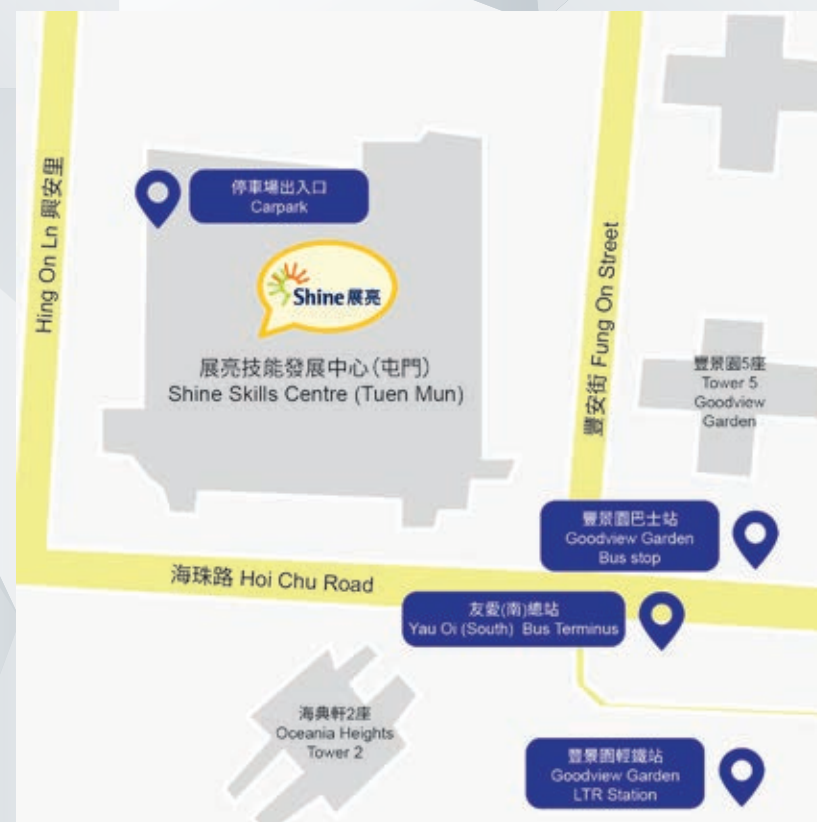 Hing On Ln 興安里
停車場出入口
Carpark
Shine 展亮
展亮技能發展中心(屯門)
Shine Skills Centre (Tuen Mun)
豐安街 Fung On Street
豐景園5座
Tower 5
Goodview
Garden
豐景園巴士站
Goodview Garden
Bus stop
海珠路 Hoi Chu Road
友愛(南)總站
Yau Oi (South) Bus Terminus
海典軒2座
Oceania Heights
Tower 2
豐景園輕鐵站
Goodview Garden
LTR Station